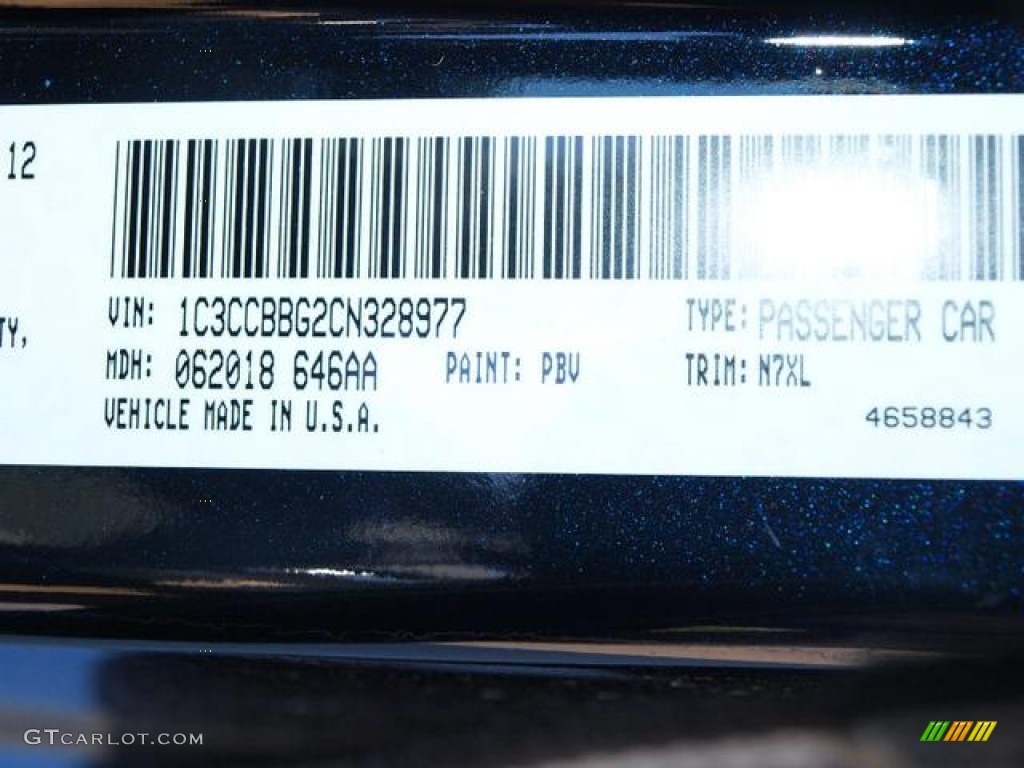 12
VIN: 1C3CCBBG2CN328977 TYPE: PASSENGER CAR
TY,
MDH: 062018 646AA PAINT: PBV TRIM: N7XL
VEHICLE MADE IN U.S.A.
4658843
GTCARLOT.COM